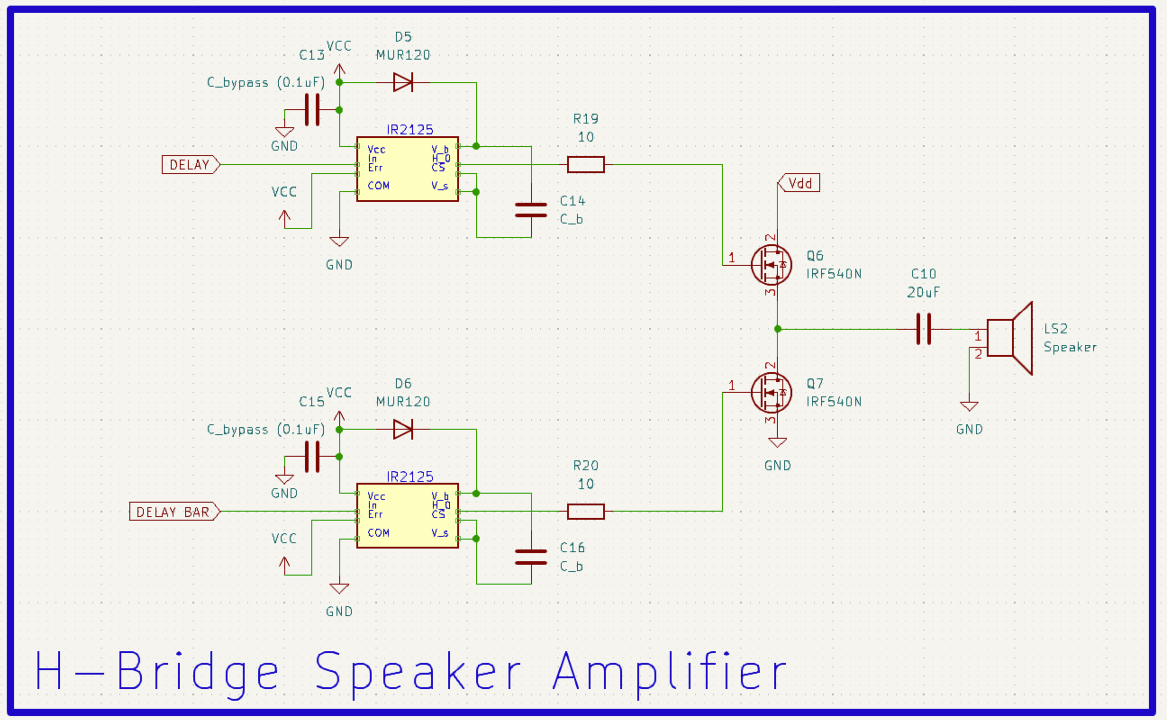 D5
MUR120
VCC
C13
C_bypass (0.1uF)
GND
IR2125
Vcc
In
Err
COM
V_b
H_O
CS
V_s
DELAY
VCC
GND
R19
10
C14
C_b
Vdd
2
1
3
Q6
IRF540N
C10
20uF
1
2
LS2
Speaker
GND
2
1
3
Q7
IRF540N
GND
D6
MUR120
VCC
C15
C_bypass (0.1uF)
GND
IR2125
Vcc
In
Err
COM
V_b
H_O
CS
V_s
DELAY BAR
VCC
GND
R20
10
C16
C_b
H-Bridge Speaker Amplifier